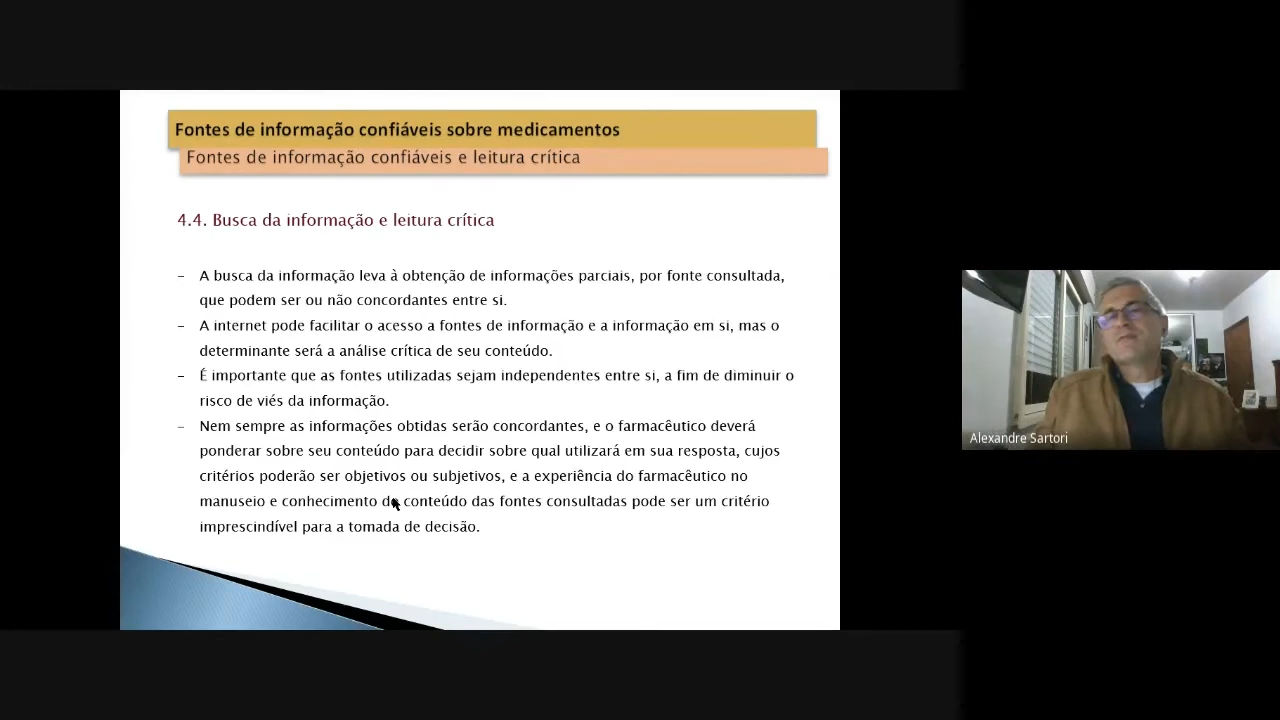 Fontes de informação confiáveis sobre medicamentos
Fontes de informação confiáveis e leitura crítica
4.4. Busca da informação e leitura crítica
– A busca da informação leva à obtenção de informações parciais, por fonte consultada,
que podem ser ou não concordantes entre si.
– A internet pode facilitar o acesso a fontes de informação e a informação em si, mas o
determinante será a análise crítica de seu conteúdo.
– É importante que as fontes utilizadas sejam independentes entre si, a fim de diminuir o
risco de viés da informação.
– Nem sempre as informações obtidas serão concordantes, e o farmacêutico deverá
ponderar sobre seu conteúdo para decidir sobre qual utilizará em sua resposta, cujos
critérios poderão ser objetivos ou subjetivos, e a experiência do farmacêutico no
manuseio e conhecimento do conteúdo das fontes consultadas pode ser um critério
imprescindível para a tomada de decisão.
Alexandre Sartori